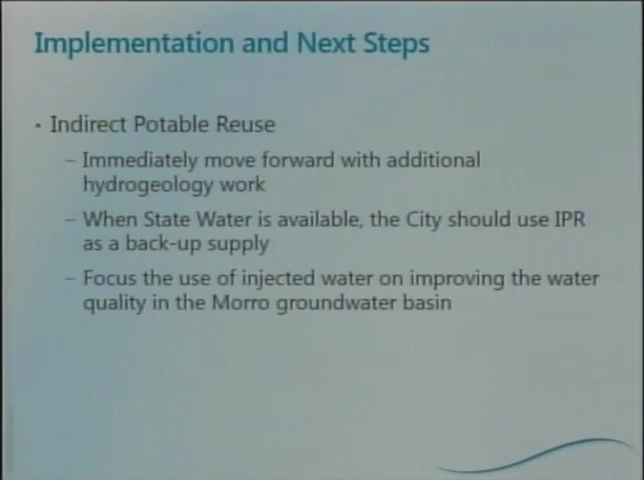 Implementation and Next Steps
• Indirect Potable Reuse
– Immediately move forward with additional
hydrogeology work
– When State Water is available, the City should use IPR
as a back-up supply
– Focus the use of injected water on improving the water
quality in the Morro groundwater basin